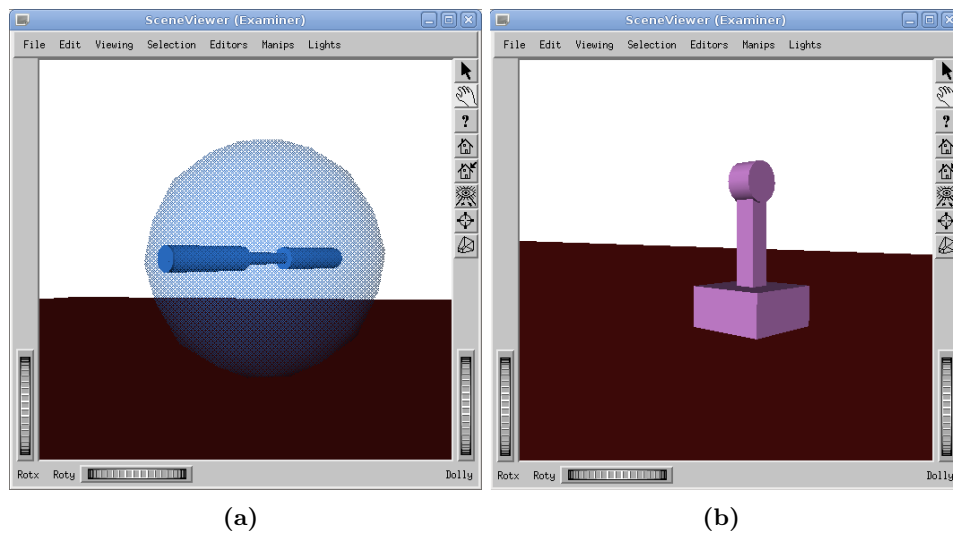 SceneViewer (Examiner)
File Edit Viewing Selection Editors Manips Lights
?
Rotx Roty Dolly
(a)
SceneViewer (Examiner)
File Edit Viewing Selection Editors Manips Lights
?
Rotx Roty Dolly
(b)